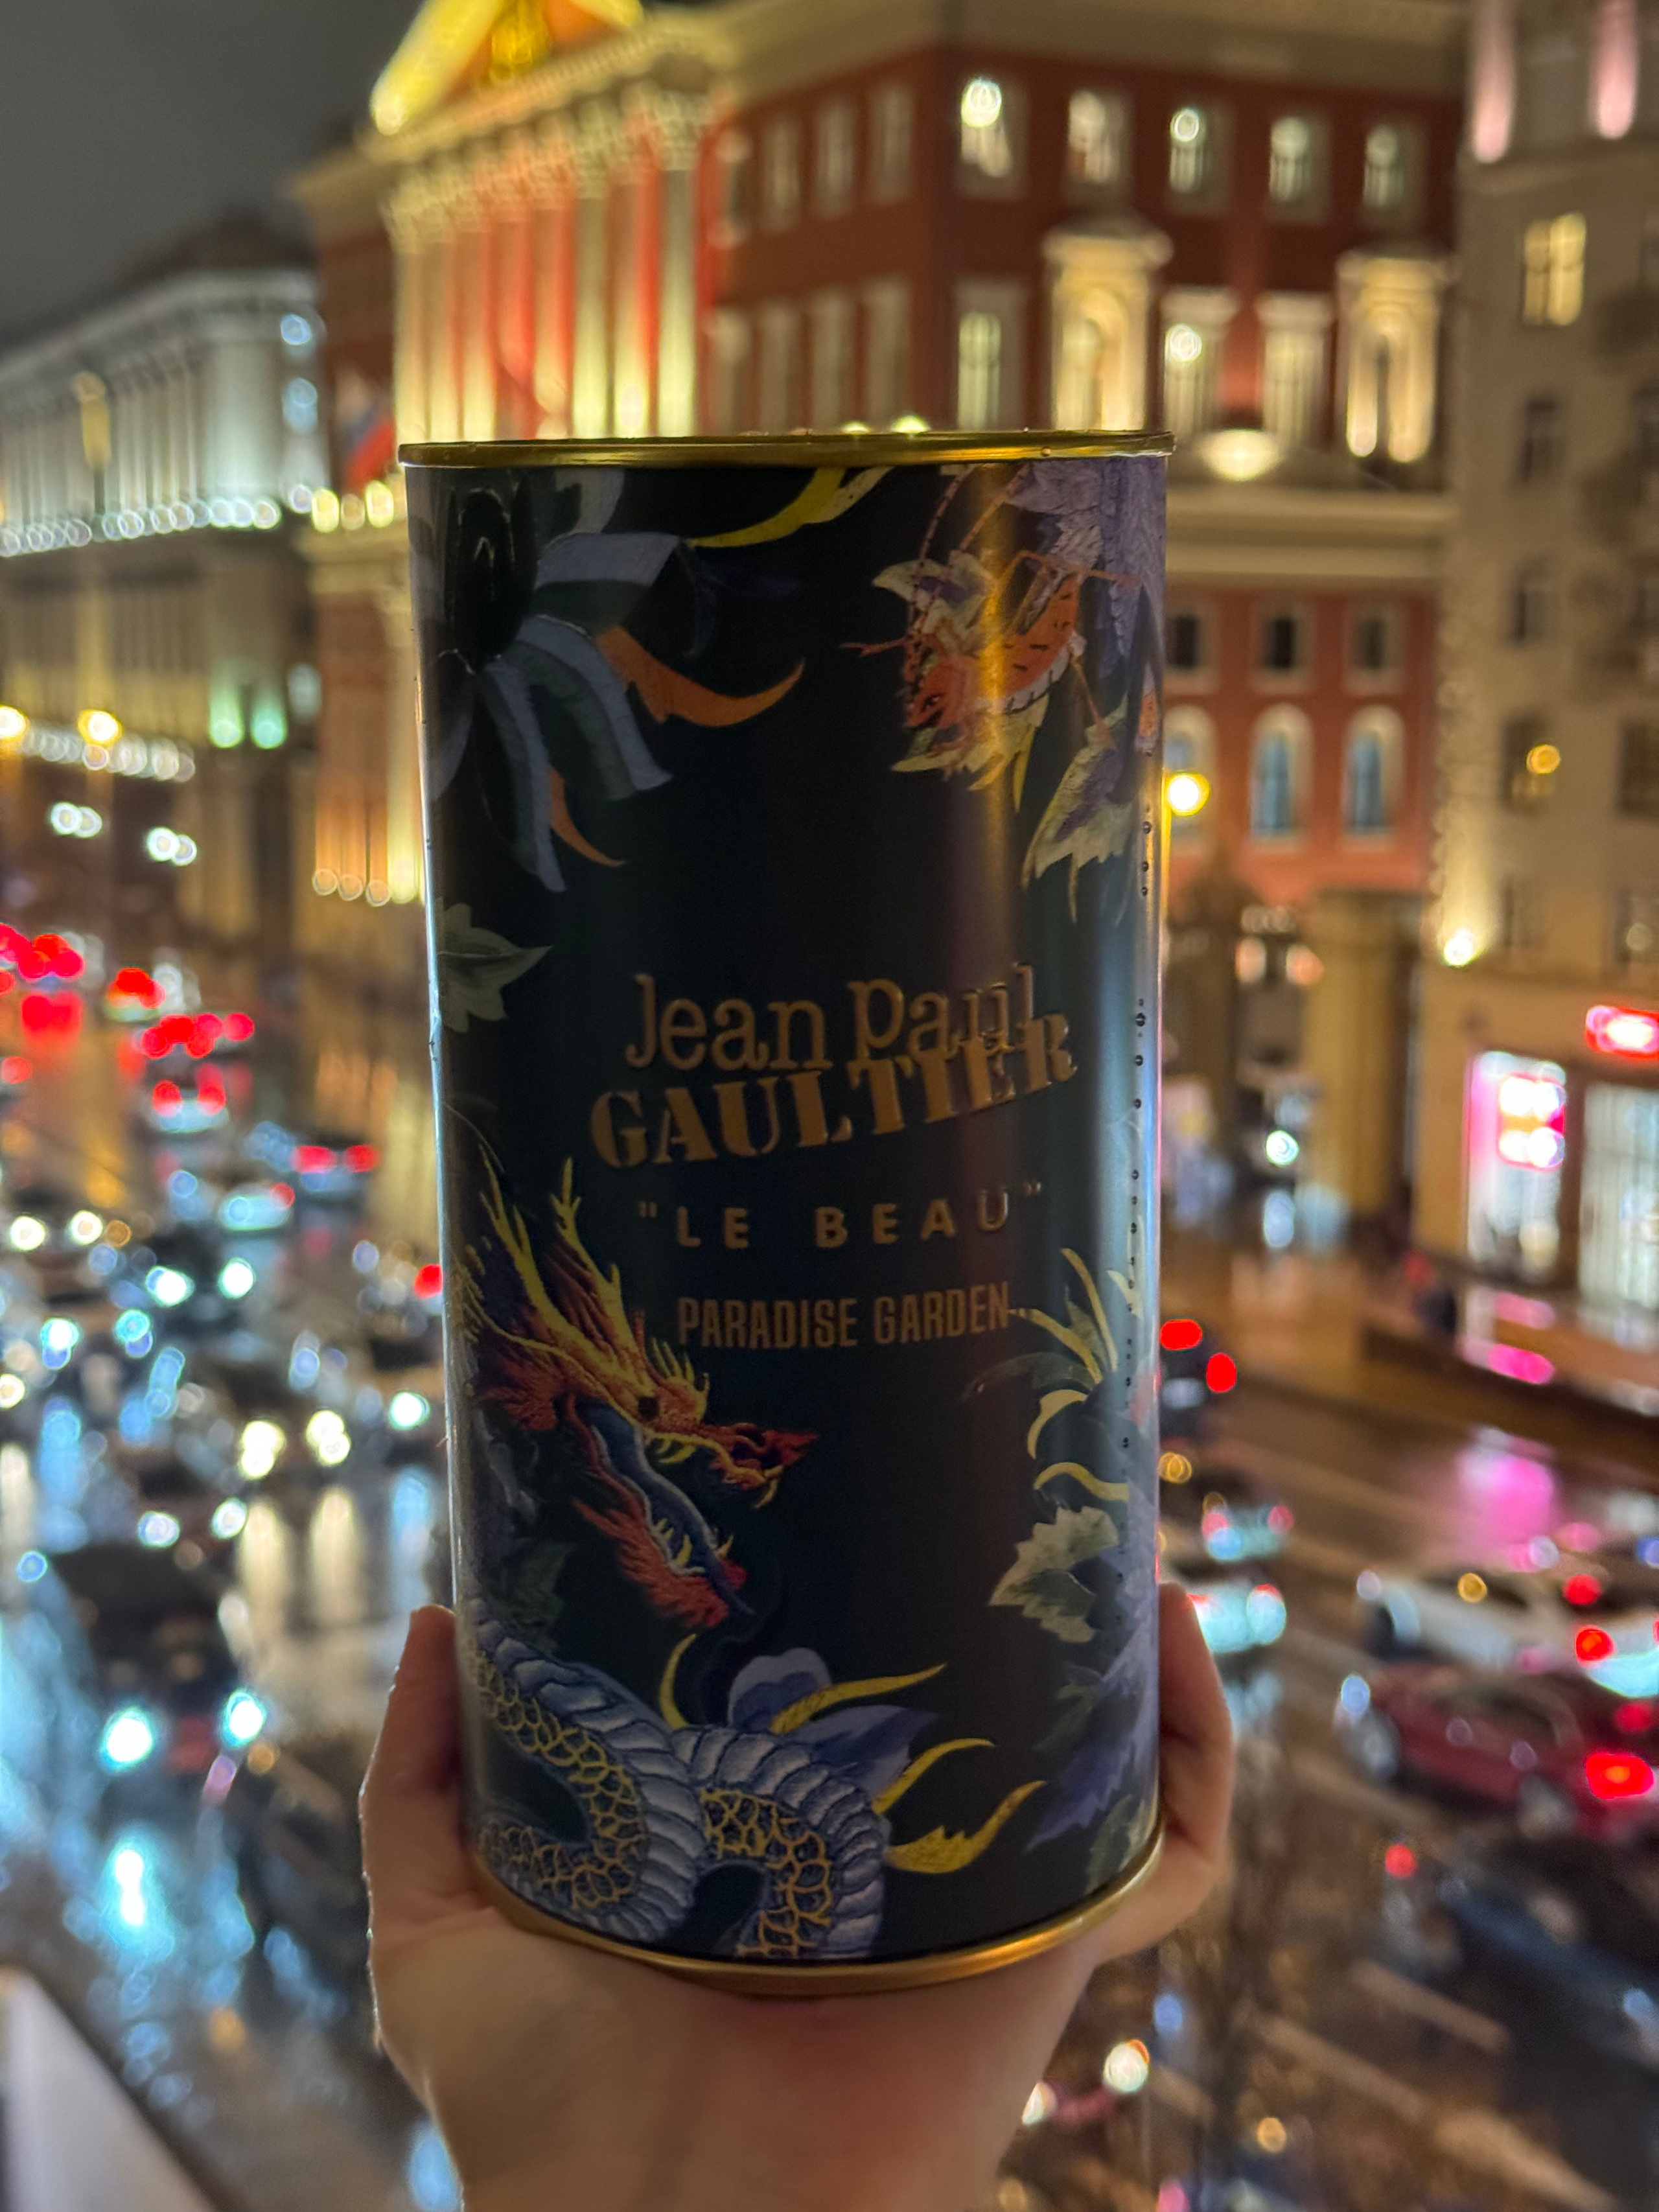 Jean Paul
GAULTIER
"LE BEAU"
PARADISE GARDEN